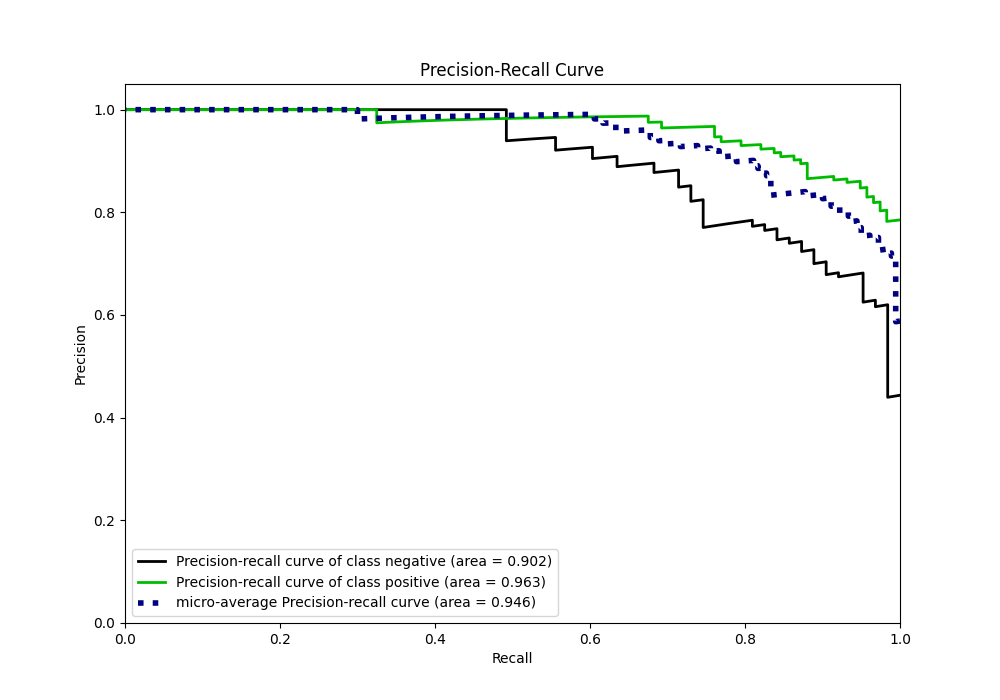 Precision-Recall Curve
1.0
0.8
0.6
0.4
0.2
0.0
Precision
Precision-recall curve of class negative (area = 0.902)
Precision-recall curve of class positive (area = 0.963)
micro-average Precision-recall curve (area = 0.946)
0.0 0.2 0.4 0.6 0.8 1.0
Recall